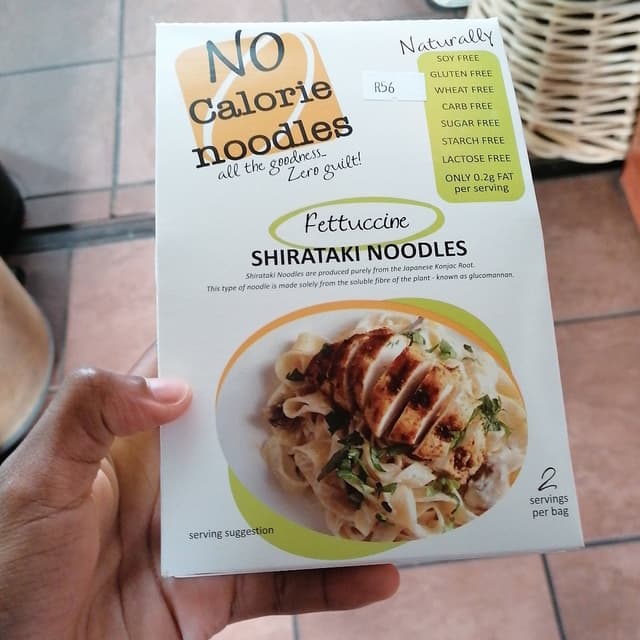 NO
Calorie
noodles
all the goodness...
Zero guilt!
R56
Naturally
SOY FREE
GLUTEN FREE
WHEAT FREE
CARB FREE
SUGAR FREE
STARCH FREE
LACTOSE FREE
ONLY 0.2g FAT
per serving
Fettuccine
SHIRATAKI NOODLES
Shirataki Noodles are produced purely from the Japanese Konjac Root.
This type of noodle is made solely from the soluble fibre of the plant - known as glucomannan.
serving suggestion
2
servings
per bag